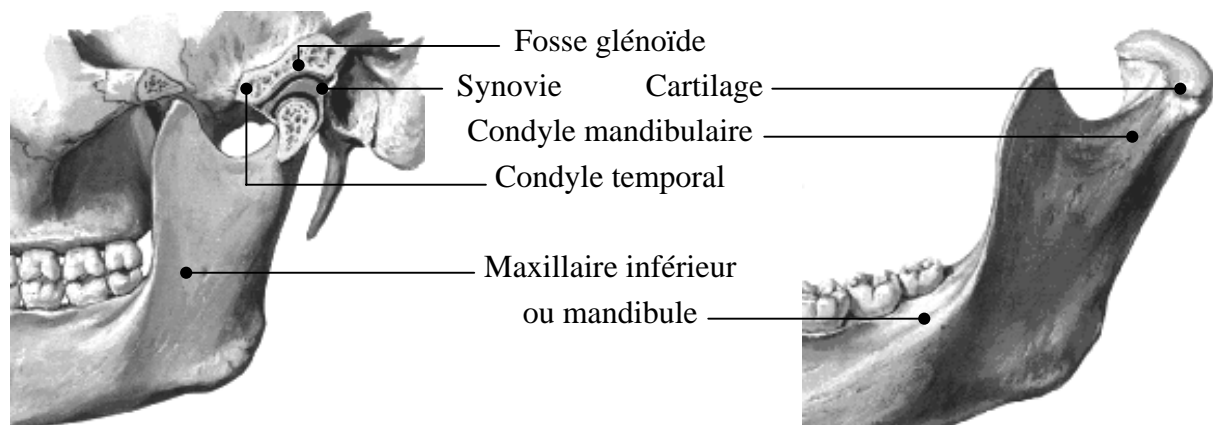 Fosse glénoïde
Synovie Cartilage
Condyle mandibulaire
Condyle temporal
Maxillaire inférieur
ou mandibule